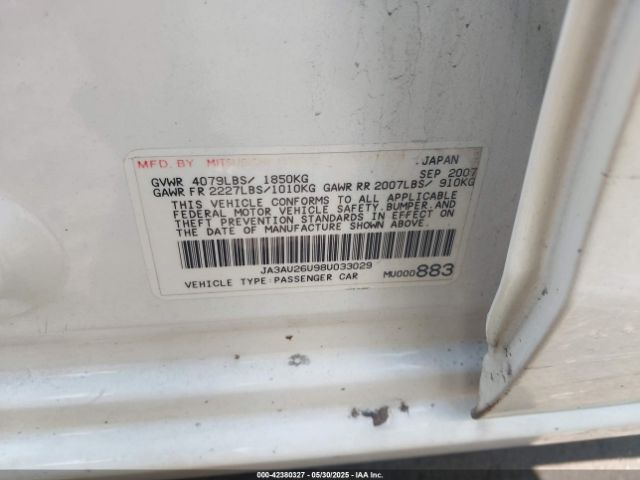 MFD. BY JAPAN
SEP 2007
GVWR 4079LBS/ 1850KG
GAWR FR 2227LBS/1010KG GAWR RR 2007LBS/ 910KG
THIS VEHICLE CONFORMS TO ALL APPLICABLE
FEDERAL MOTOR VEHICLE SAFETY, BUMPER, AND
THEFT PREVENTION STANDARDS IN EFFECT ON
THE DATE OF MANUFACTURE SHOWN ABOVE.
JA3AU26U98U033029
VEHICLE TYPE:PASSENGER CAR MU000883
000-42380327 - 05/30/2025 - IAA, Inc.